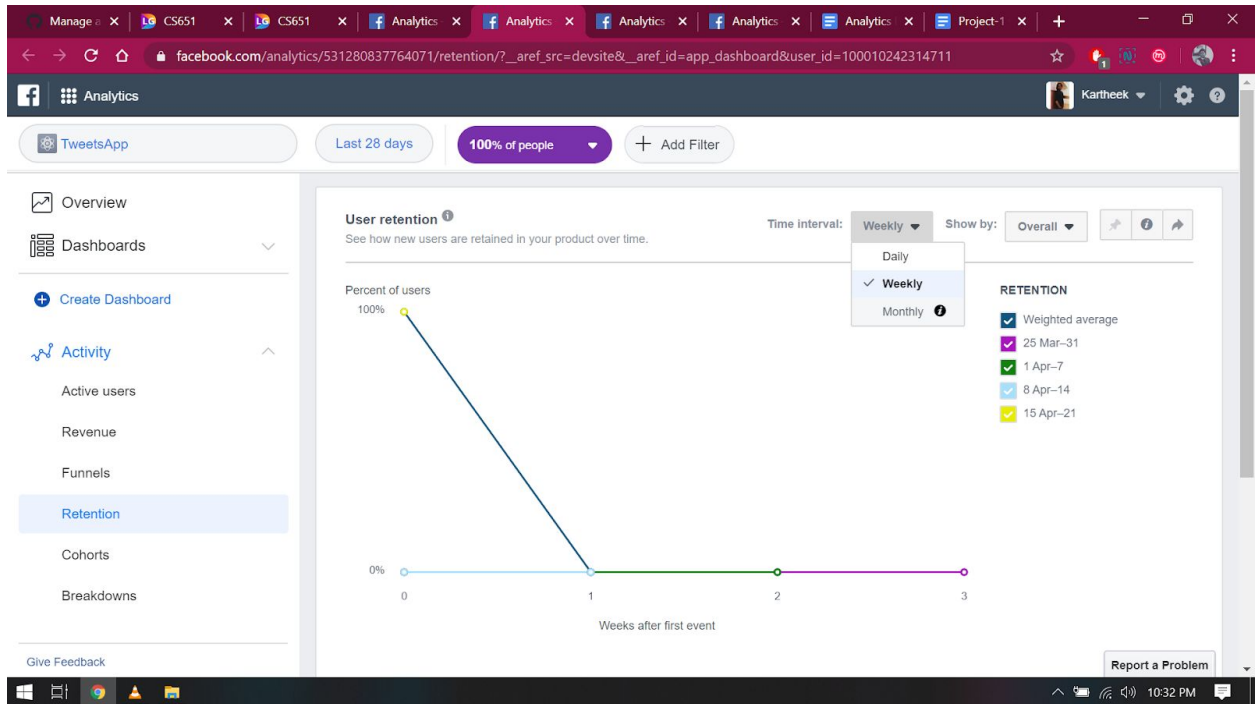 Manage a CS651 CS651 Analytics Analytics Analytics Analytics Analytics Project-1
facebook.com/analytics/531280837764071/retention/?__aref_src=devsite&__aref_id=app_dashboard&user_id=100010242314711
Analytics Kartheek
TweetsApp Last 28 days 100% of people + Add Filter
Overview
Dashboards
Create Dashboard
Activity
Active users
Revenue
Funnels
Retention
Cohorts
Breakdowns
Give Feedback
User retention
See how new users are retained in your product over time.
Time interval: Weekly Show by: Overall
Daily
Weekly
Monthly
Percent of users
100%
0%
0 1 2 3
Weeks after first event
RETENTION
Weighted average
25 Mar–31
1 Apr–7
8 Apr–14
15 Apr–21
Report a Problem
10:32 PM